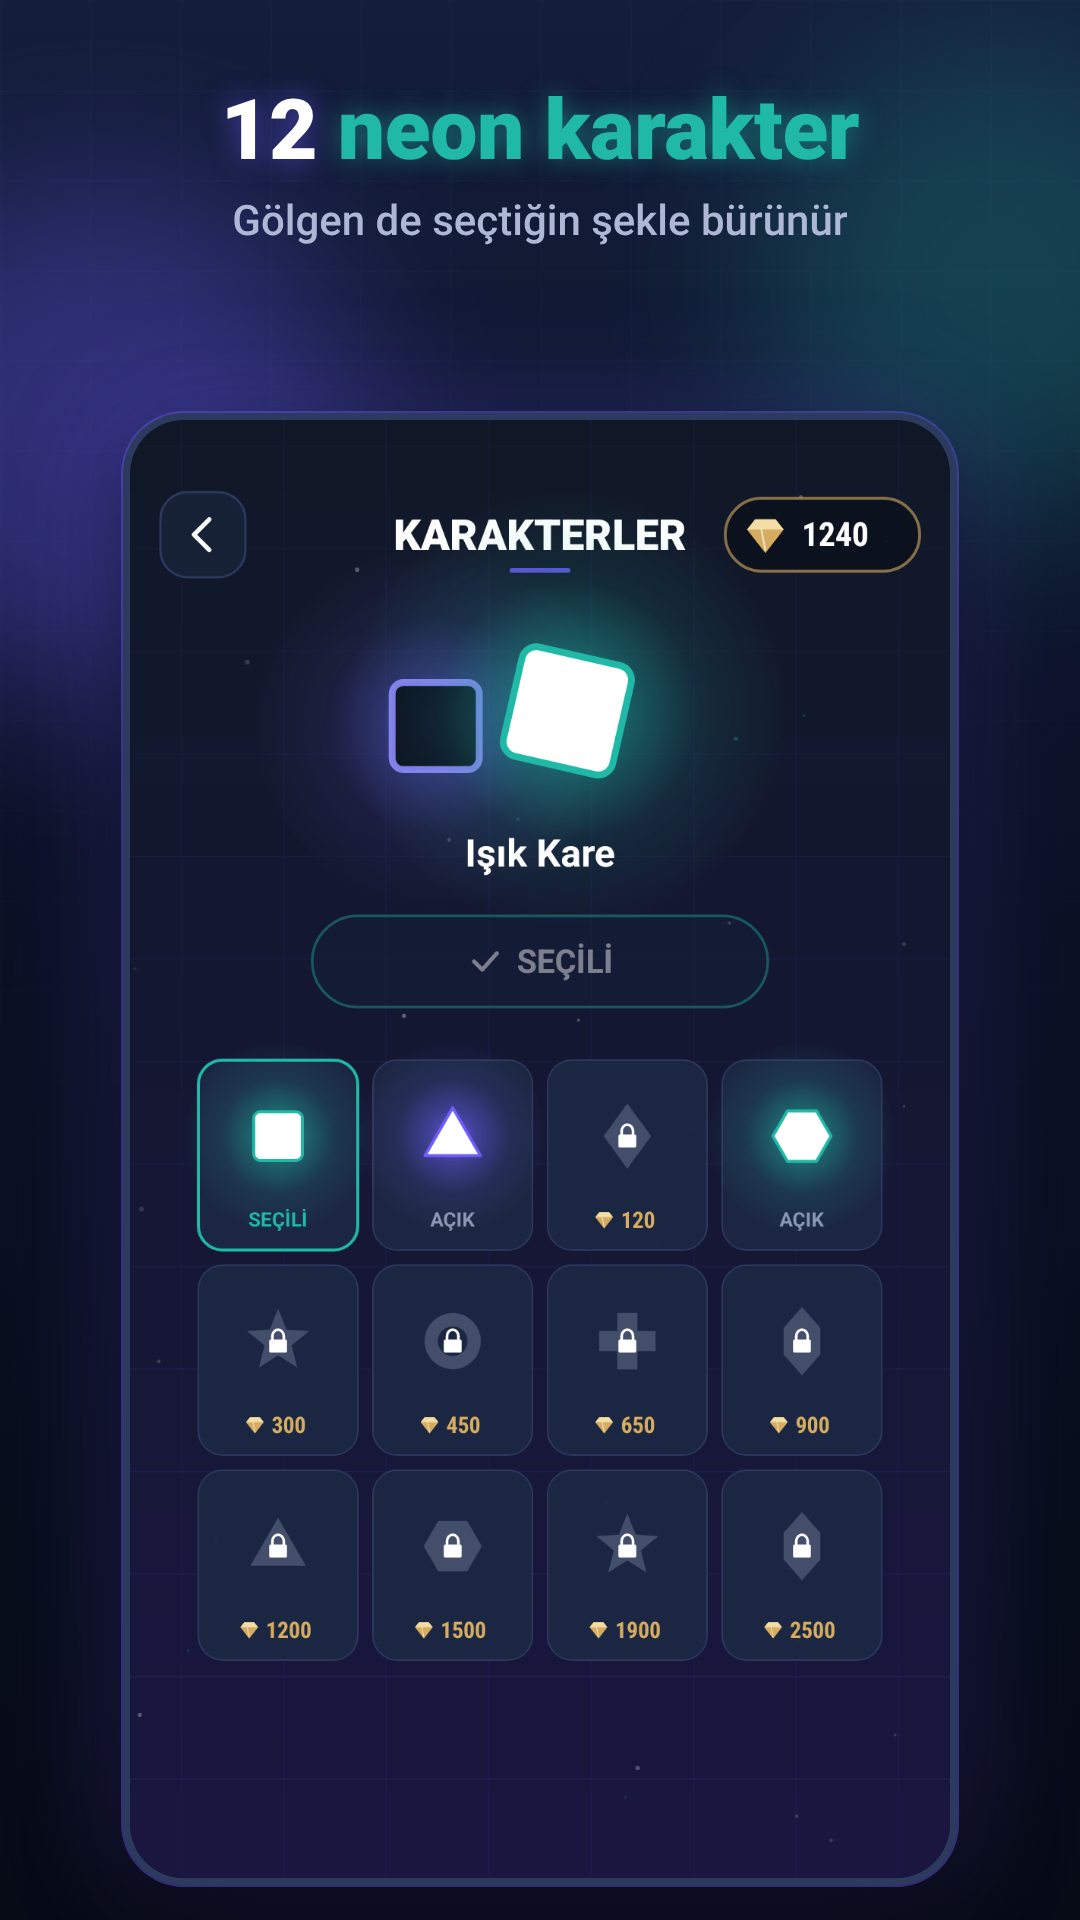 12 neon karakter
Gölgen de seçtiğin şekle bürünür
KARAKTERLER
1240
Işık Kare
SEÇİLİ
SEÇİLİ
AÇIK
120
AÇIK
300
450
650
900
1200
1500
1900
2500